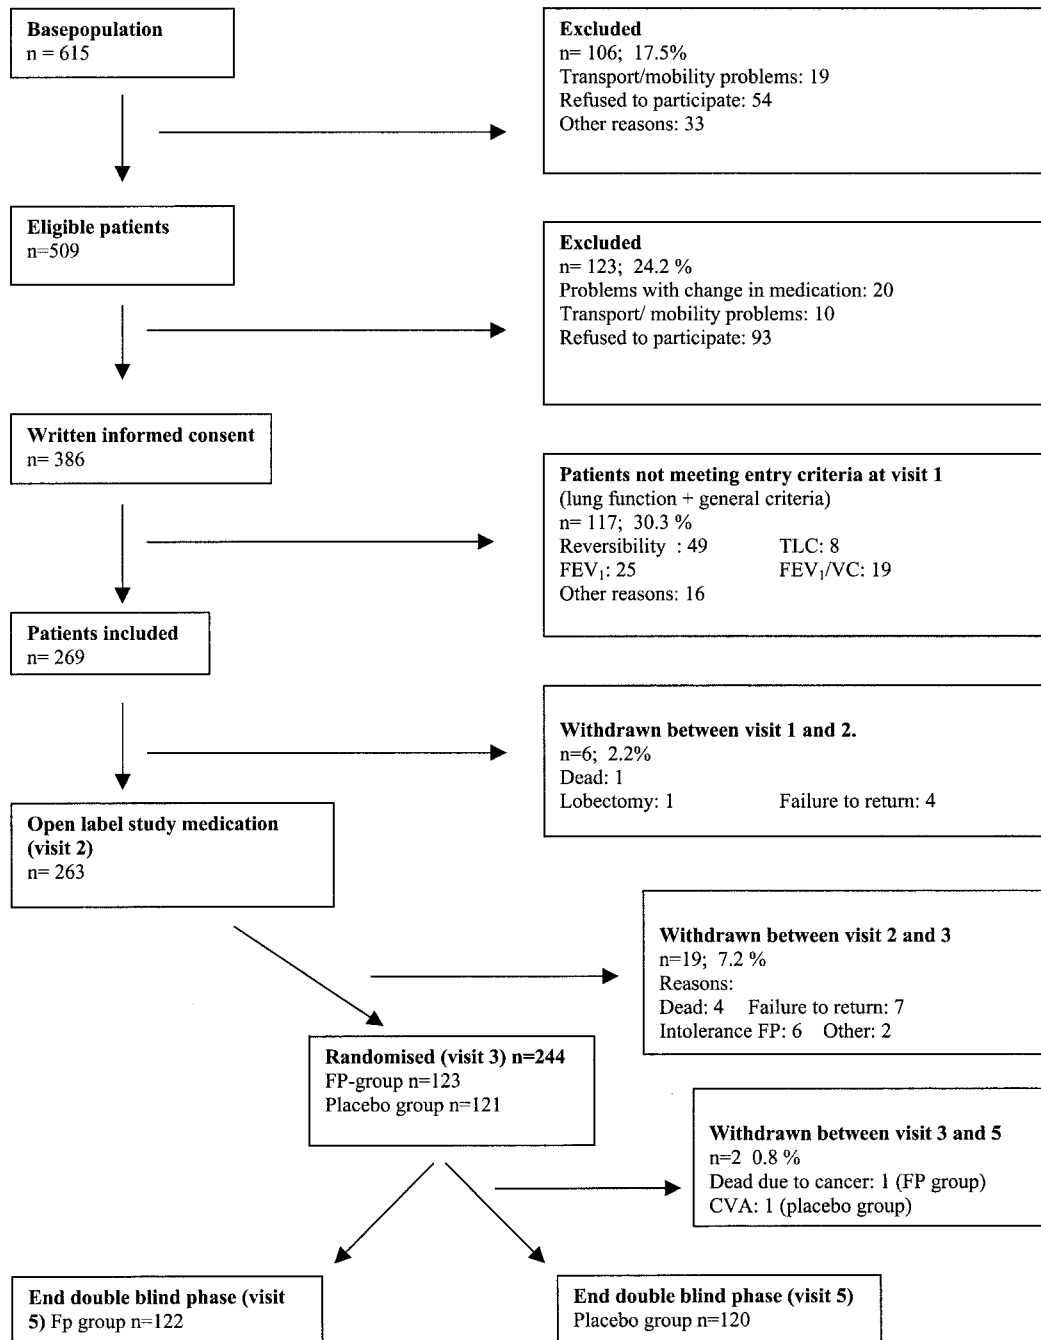 Basepopulation
n = 615
Excluded
n= 106; 17.5%
Transport/mobility problems: 19
Refused to participate: 54
Other reasons: 33
Eligible patients
n=509
Excluded
n= 123; 24.2 %
Problems with change in medication: 20
Transport/ mobility problems: 10
Refused to participate: 93
Written informed consent
n= 386
Patients not meeting entry criteria at visit 1
(lung function + general criteria)
n= 117; 30.3 %
Reversibility : 49 TLC: 8
FEV₁: 25 FEV₁/VC: 19
Other reasons: 16
Patients included
n= 269
Withdrawn between visit 1 and 2.
n=6; 2.2%
Dead: 1
Lobectomy: 1 Failure to return: 4
Open label study medication
(visit 2)
n= 263
Withdrawn between visit 2 and 3
n=19; 7.2 %
Reasons:
Dead: 4 Failure to return: 7
Intolerance FP: 6 Other: 2
Randomised (visit 3) n=244
FP-group n=123
Placebo group n=121
Withdrawn between visit 3 and 5
n=2 0.8 %
Dead due to cancer: 1 (FP group)
CVA: 1 (placebo group)
End double blind phase (visit
5) Fp group n=122
End double blind phase (visit 5)
Placebo group n=120